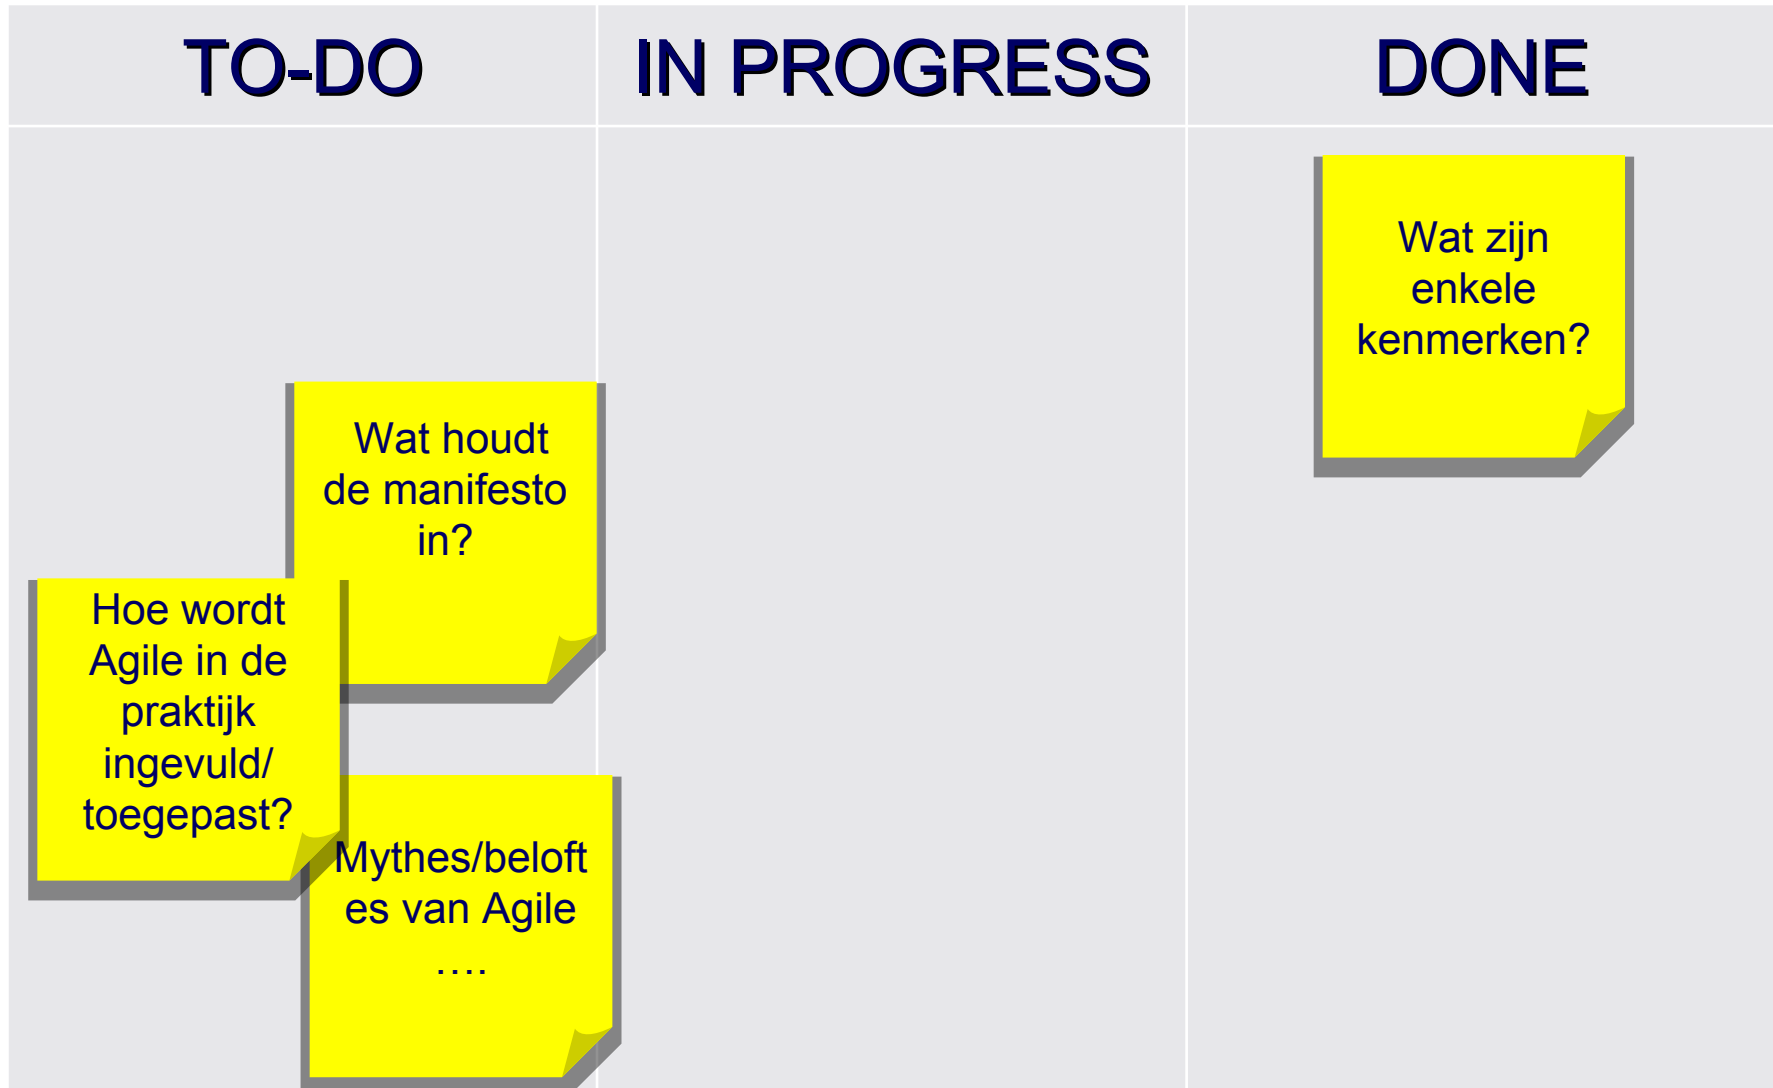 TO-DO
IN PROGRESS
DONE
Wat zijn
enkele
kenmerken?
Wat houdt
de manifesto
in?
Hoe wordt
Agile in de
praktijk
ingevuld/
toegepast?
Mythes/beloft
es van Agile
….